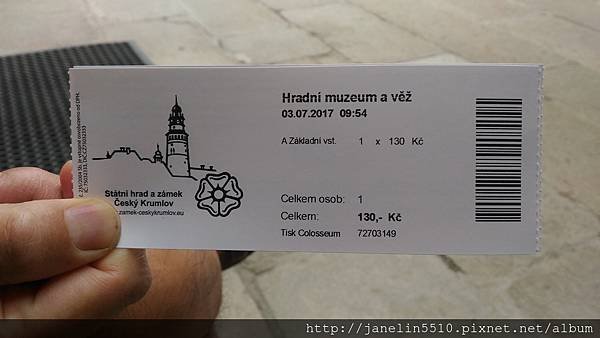 Hradní muzeum a věž
03.07.2017 09:54
A Základní vst. 1 x 130 Kč
Celkem osob: 1
Celkem: 130,- Kč
Tisk Colosseum 72703149
Státní hrad a zámek
Český Krumlov
zamek-ceskykrumlov.eu
http://janelin5510.pixnet.net/album